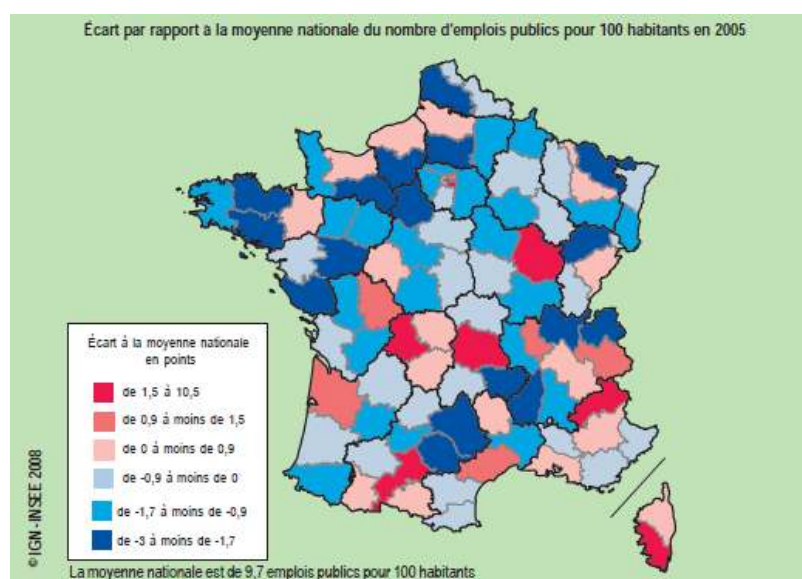 Écart par rapport à la moyenne nationale du nombre d'emplois publics pour 100 habitants en 2005
Écart à la moyenne nationale
en points
de 1,5 à 10,5
de 0,9 à moins de 1,5
de 0 à moins de 0,9
de -0,9 à moins de 0
de -1,7 à moins de -0,9
de -3 à moins de -1,7
© IGN - INSEE 2008
La moyenne nationale est de 9,7 emplois publics pour 100 habitants